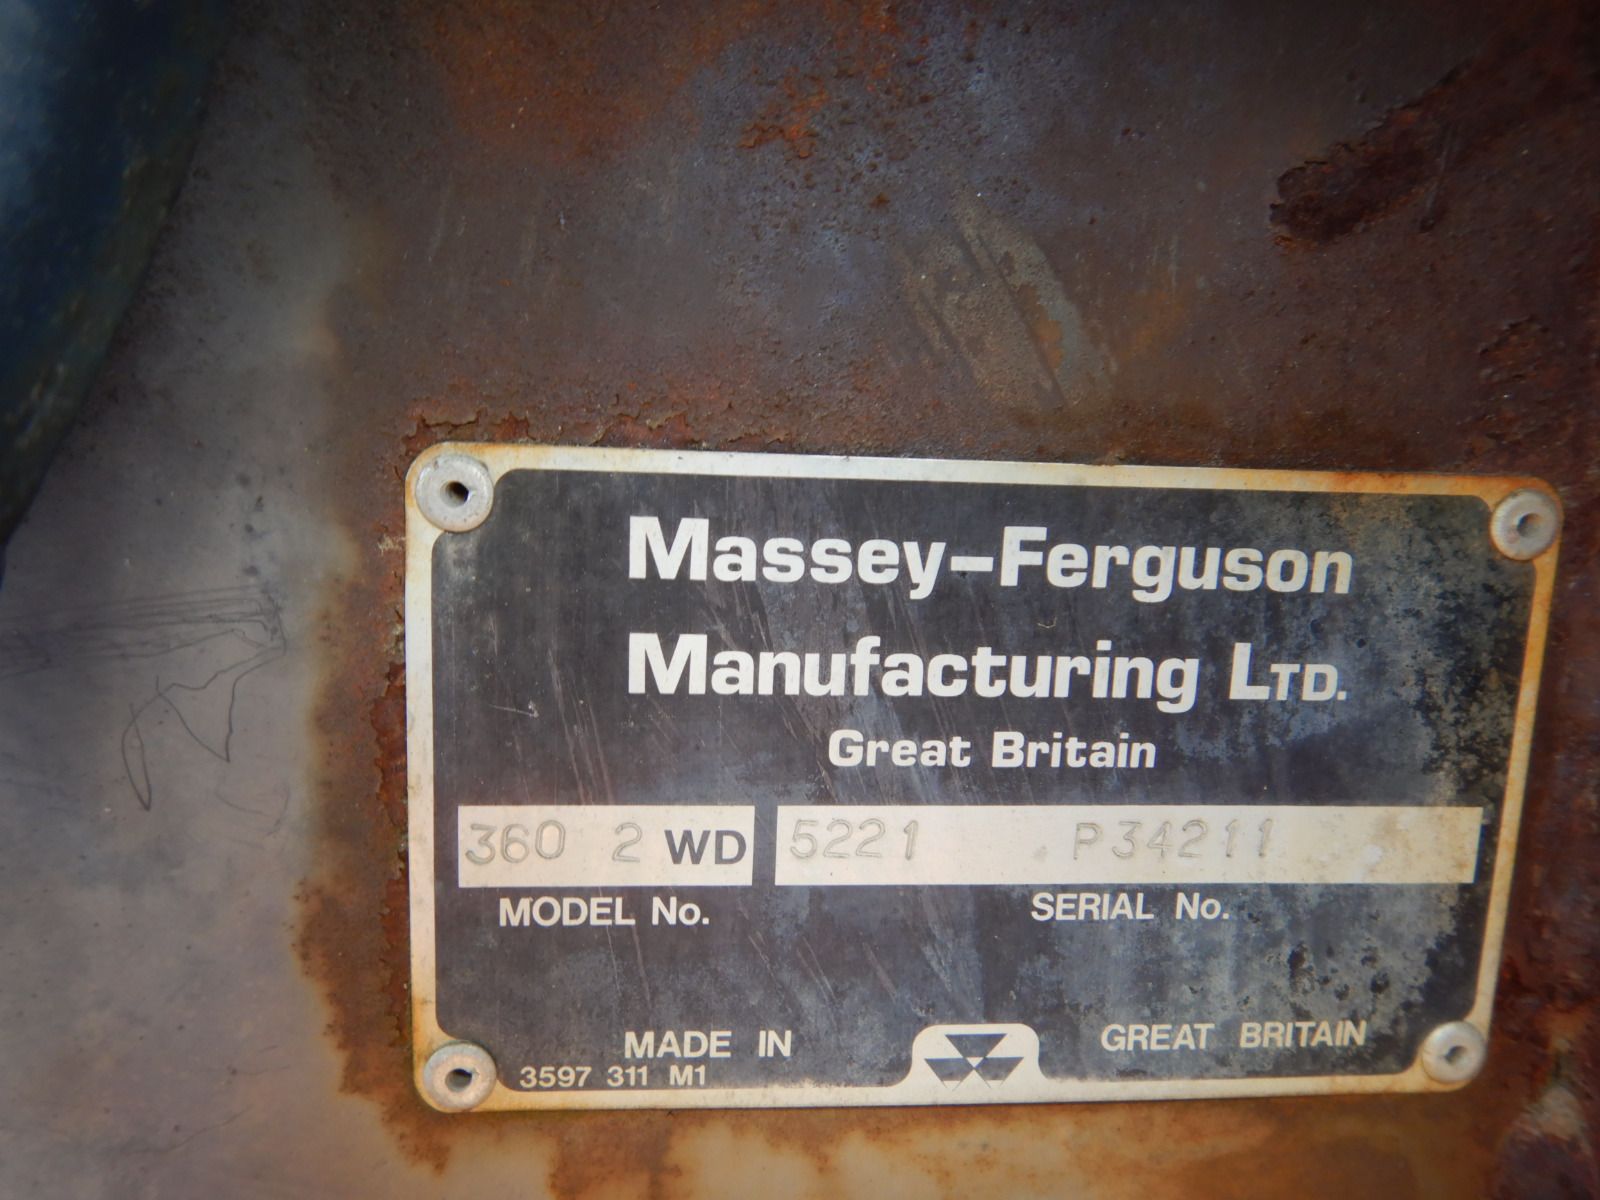 Massey-Ferguson
Manufacturing LTD.
Great Britain
360 2 WD 5221 P34211
MODEL No. SERIAL No.
MADE IN GREAT BRITAIN
3597 311 M1